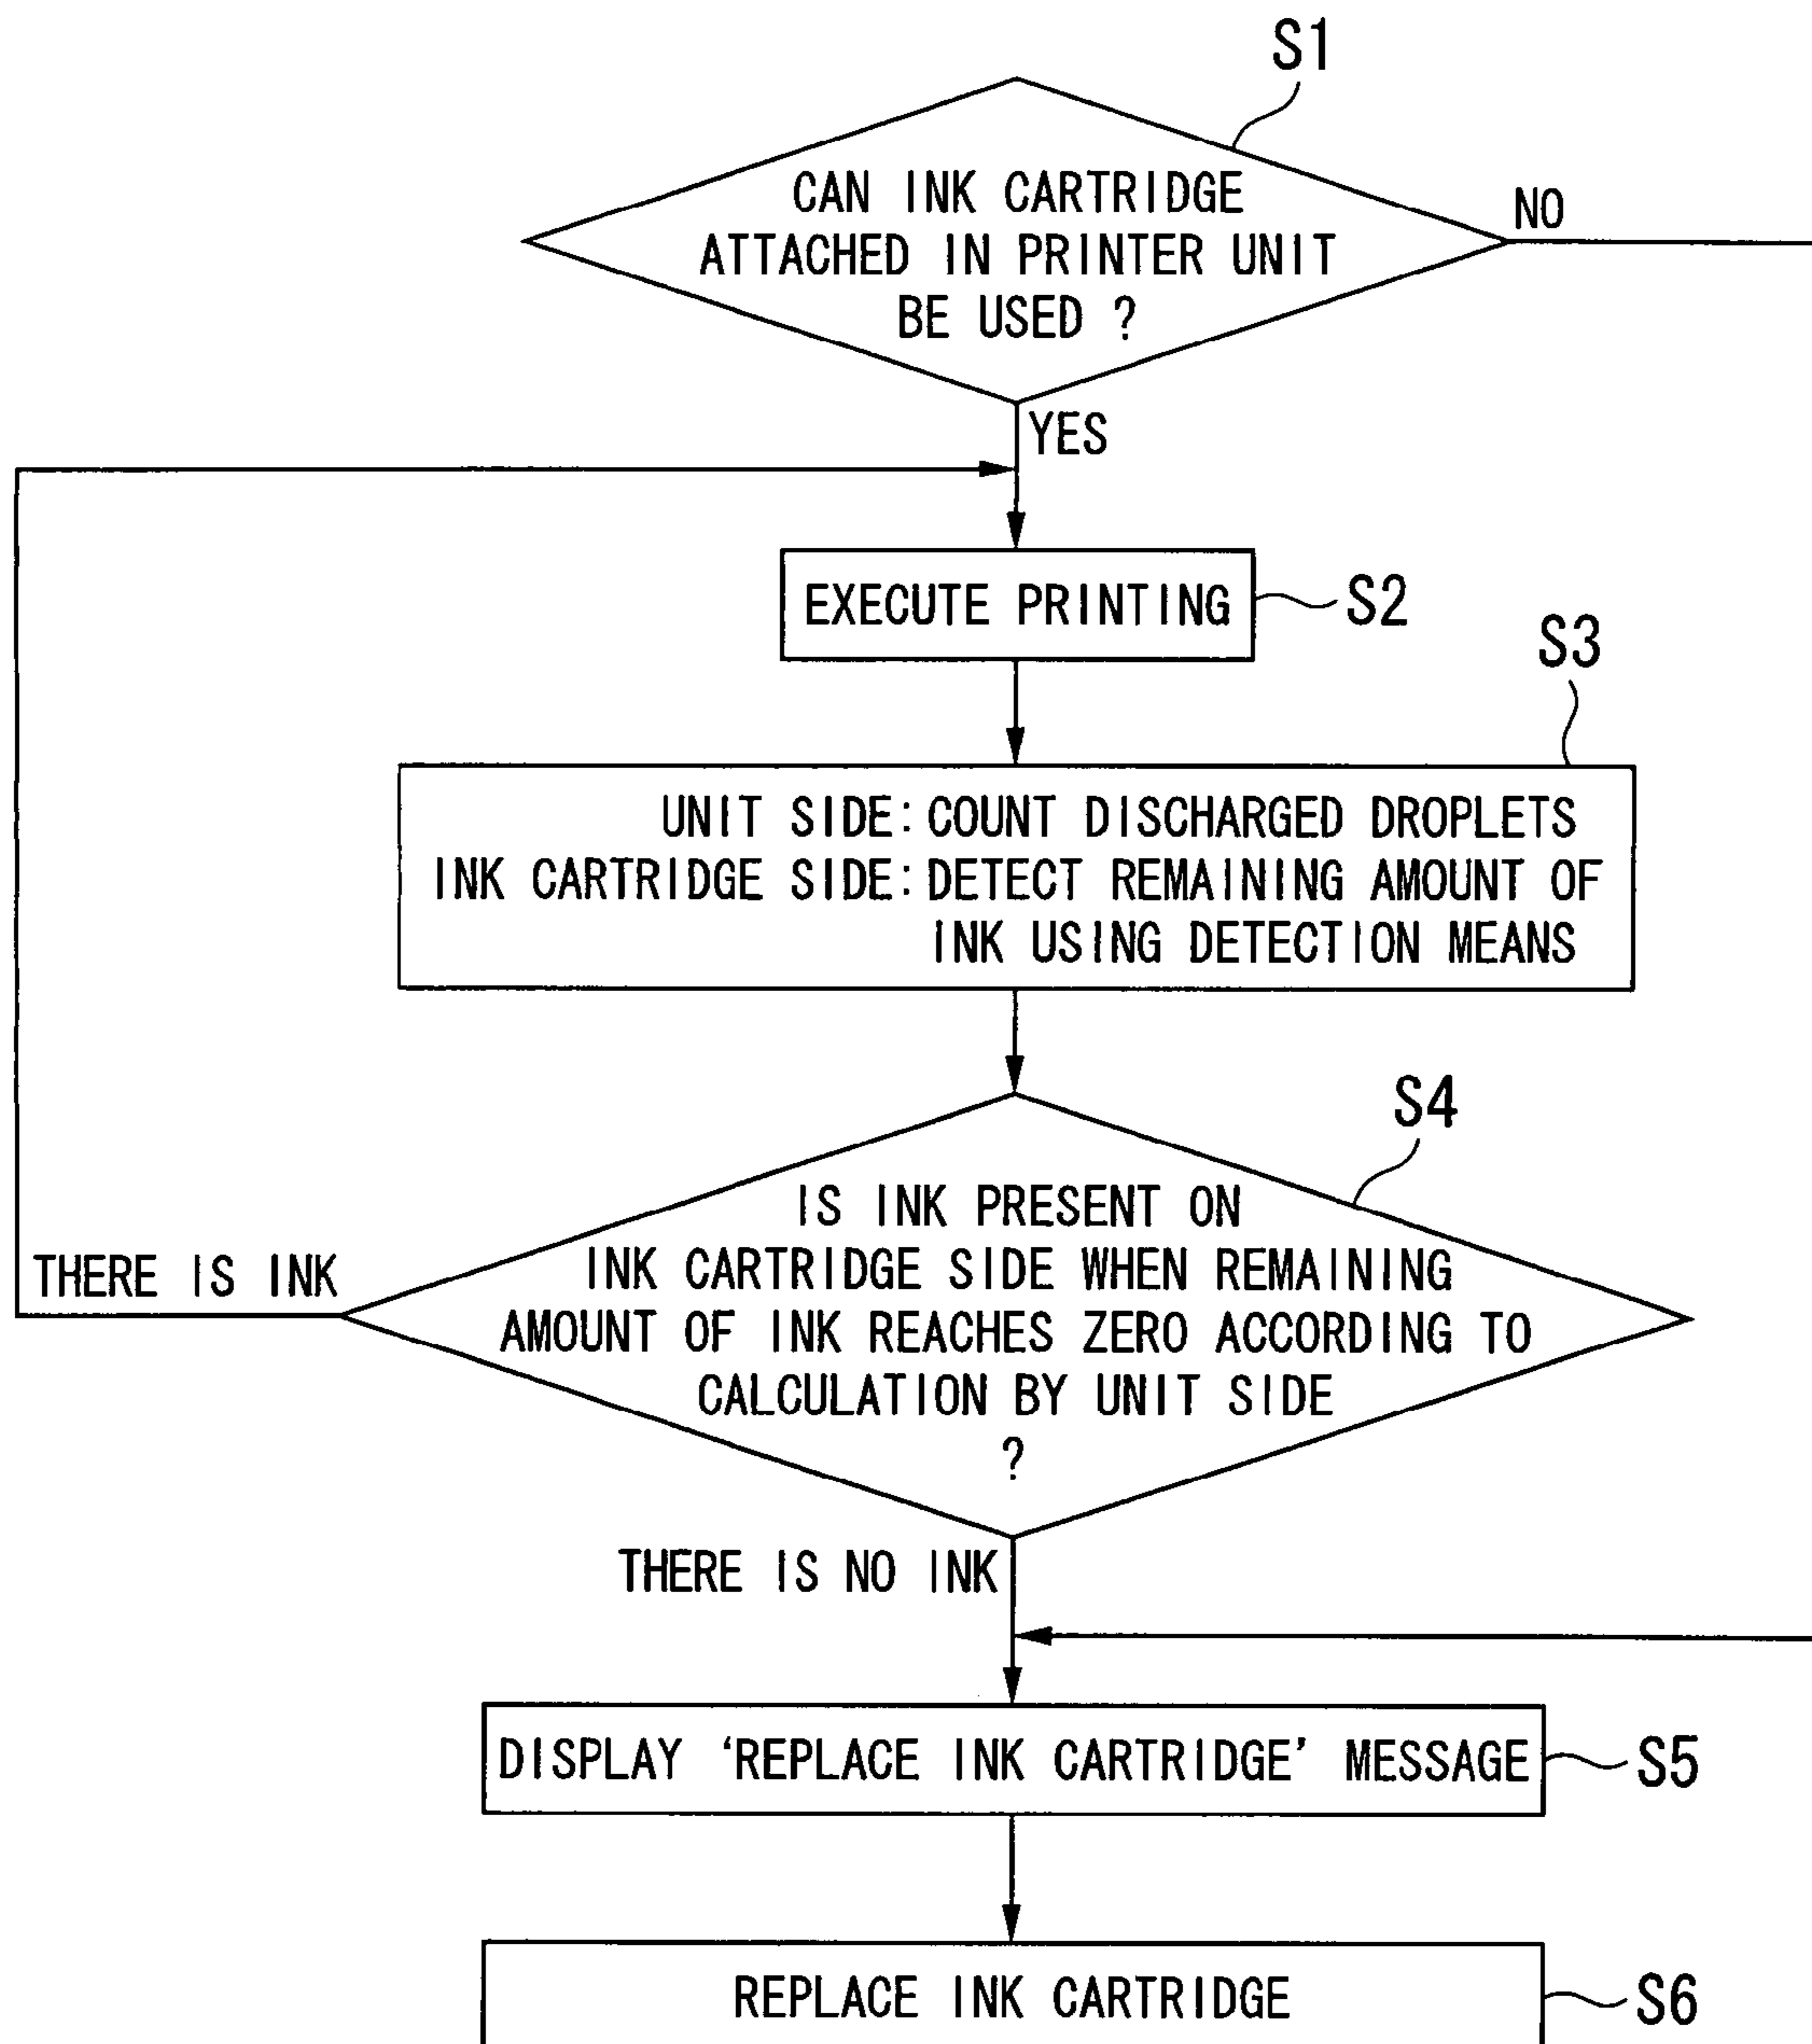 S1
CAN INK CARTRIDGE
ATTACHED IN PRINTER UNIT
BE USED ?
NO
YES
EXECUTE PRINTING
S2
S3
UNIT SIDE: COUNT DISCHARGED DROPLETS
INK CARTRIDGE SIDE: DETECT REMAINING AMOUNT OF
INK USING DETECTION MEANS
S4
IS INK PRESENT ON
INK CARTRIDGE SIDE WHEN REMAINING
AMOUNT OF INK REACHES ZERO ACCORDING TO
CALCULATION BY UNIT SIDE
?
THERE IS INK
THERE IS NO INK
DISPLAY ‘REPLACE INK CARTRIDGE’ MESSAGE
S5
REPLACE INK CARTRIDGE
S6